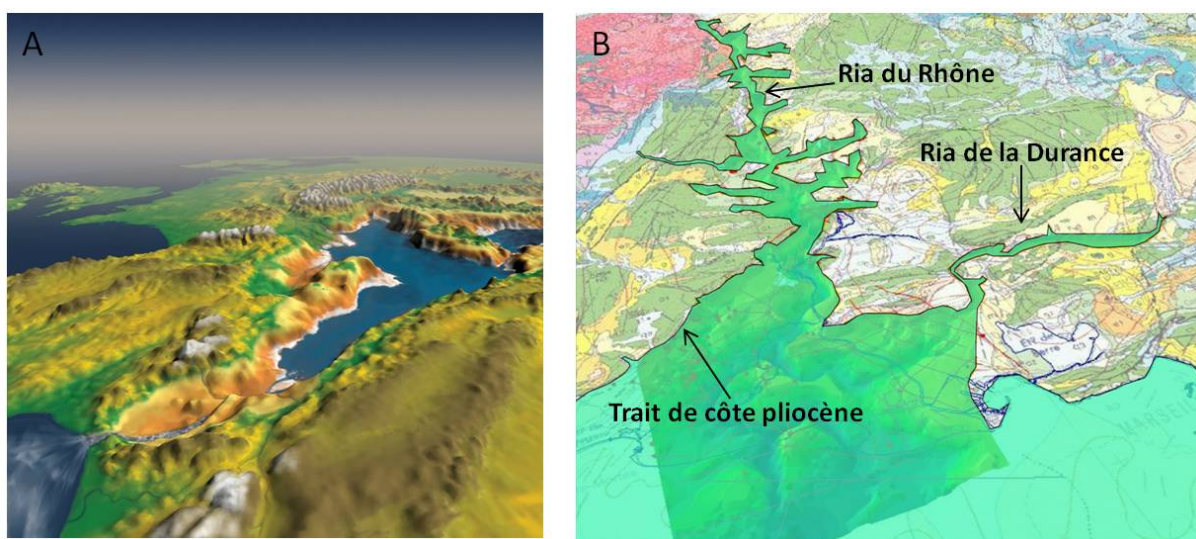 A
B
Ria du Rhône
Ria de la Durance
Trait de côte pliocène